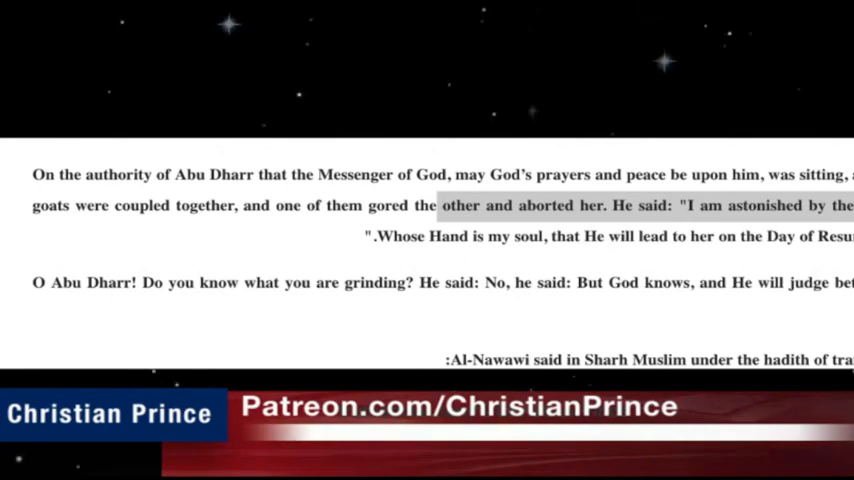 On the authority of Abu Dharr that the Messenger of God, may God's prayers and peace be upon him, was sitting,
goats were coupled together, and one of them gored the other and aborted her. He said: "I am astonished by the
".Whose Hand is my soul, that He will lead to her on the Day of
O Abu Dharr! Do you know what you are grinding? He said: No, he said: But God knows, and He will judge
:Al-Nawawi said in Sharh Muslim under the hadith of
Christian Prince
Patreon.com/ChristianPrince